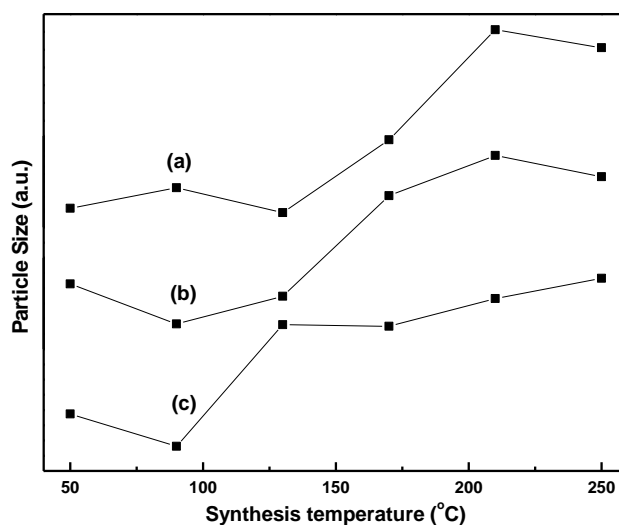 Particle Size (a.u.)
(a)
(b)
(c)
50 100 150 200 250
Synthesis temperature (°C)